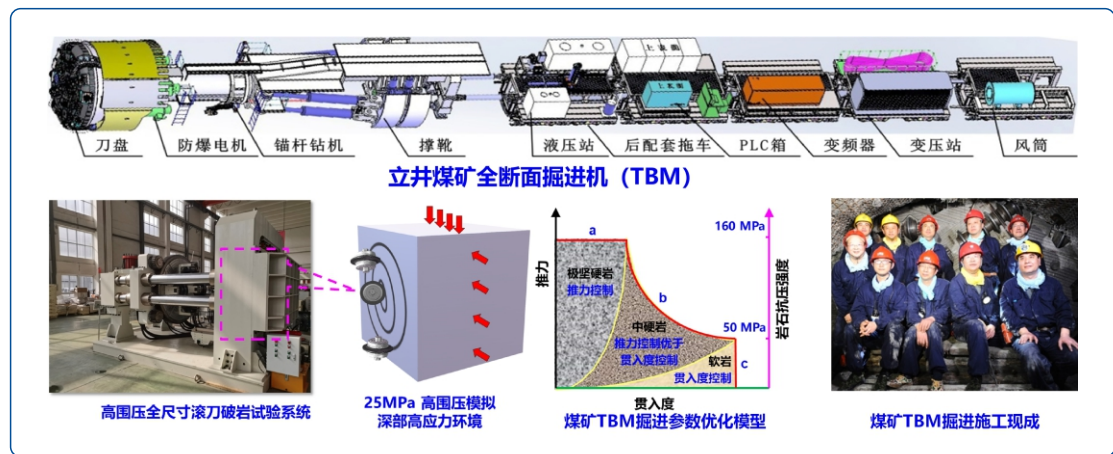 上表面
上表面
刀盘
防爆电机
锚杆钻机
撑靴
液压站
后配套拖车
PLC箱
变频器
变压站
风筒
立井煤矿全断面掘进机（TBM）
高围压全尺寸滚刀破岩试验系统
25MPa 高围压模拟
深部高应力环境
推力
a
极坚硬岩
推力控制
b
中硬岩
推力控制优于
贯入度控制
软岩
贯入度控制
c
贯入度
160 MPa
50 MPa
岩石抗压强度
煤矿TBM掘进参数优化模型
煤矿TBM掘进施工现成